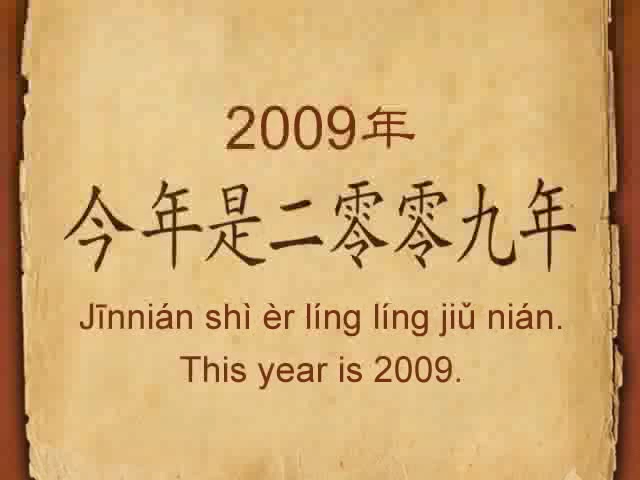 2009年
今年是二零零九年
Jīnnián shì èr líng líng jiǔ nián.
This year is 2009.